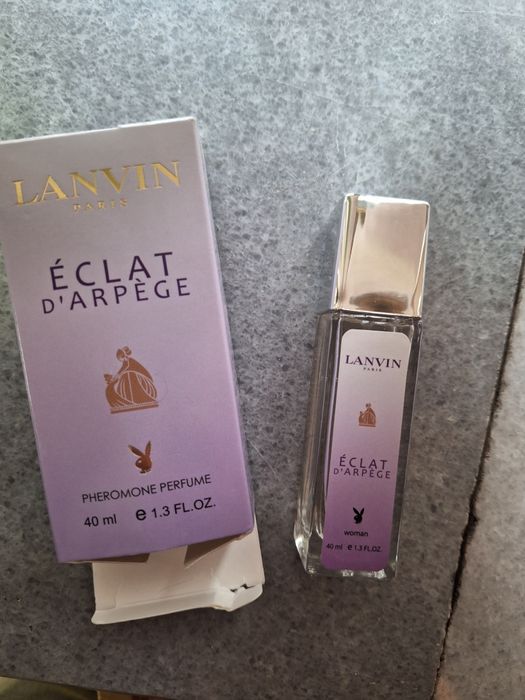 LANVIN
PARIS
ÉCLAT
D'ARPÈGE
PHEROMONE PERFUME
40 ml e 1.3 FL.OZ.
LANVIN
PARIS
ÉCLAT
D'ARPÈGE
woman
40 ml e 1.3 FL.OZ.